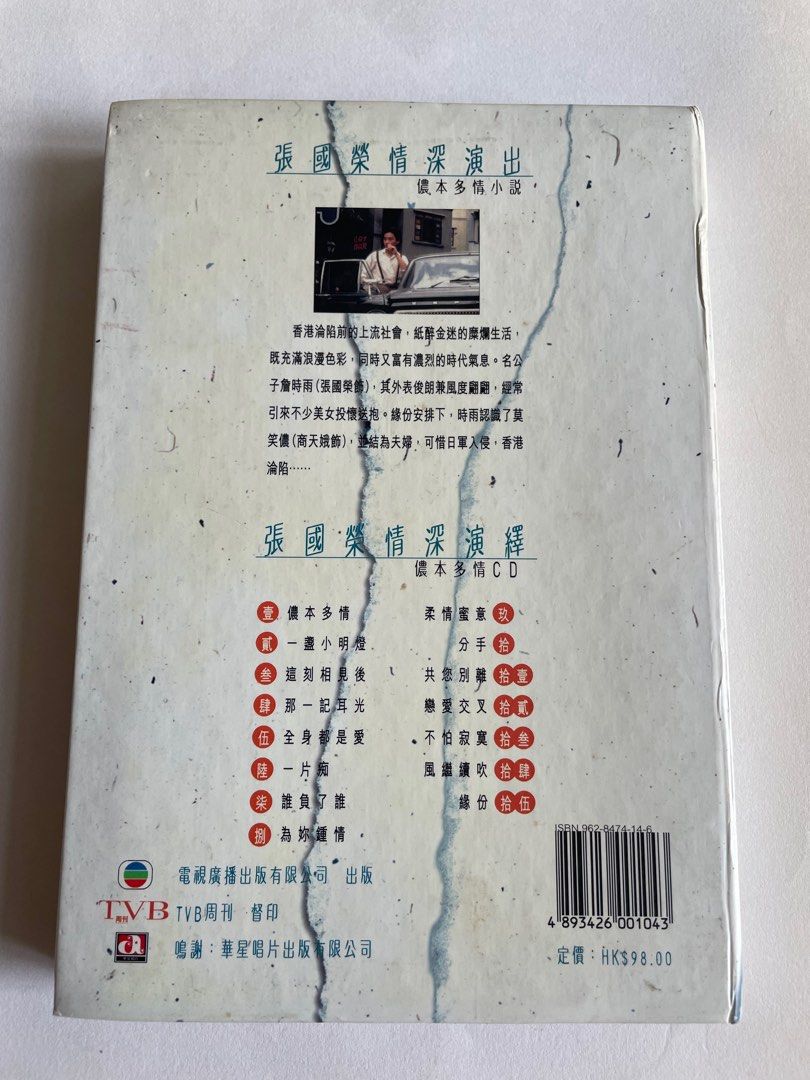 張國榮情深演出
儂本多情小說
香港淪陷前的上流社會，紙醉金迷的糜爛生活，
既充滿浪漫色彩，同時又富有濃烈的時代氣息。名公
子詹時雨(張國榮飾)，其外表俊朗兼風度翩翩，經常
引來不少美女投懷送抱。緣份安排下，時雨認識了莫
笑儂(商天娥飾)，並結為夫婦，可惜日軍入侵，香港
淪陷……
張國榮情深演繹
儂本多情CD
壹 儂本多情
貳 一盞小明燈
叁 這刻相見後
肆 那一記耳光
伍 全身都是愛
陸 一片痴
柒 誰負了誰
捌 為妳鍾情
柔情蜜意 玖
分手 拾
共您別離 拾壹
戀愛交叉 拾貳
不怕寂寞 拾叁
風繼續吹 拾肆
緣份 拾伍
電視廣播出版有限公司 出版
TVB周刊
TVB周刊 督印
鳴謝：華星唱片出版有限公司
ISBN 962-8474-14-6
4 893426 001043
定價：HK$98.00